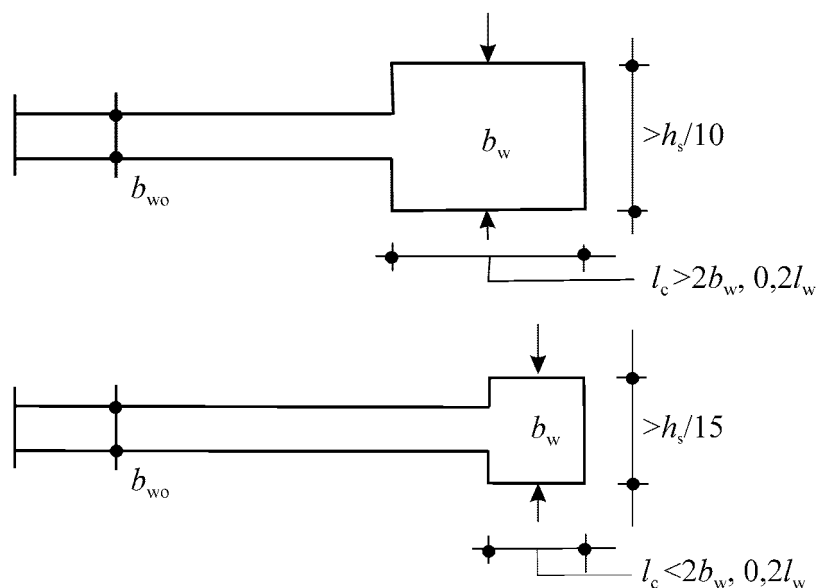 b_w
>h_s/10
b_wo
l_c>2b_w, 0,2l_w
b_w
>h_s/15
b_wo
l_c<2b_w, 0,2l_w